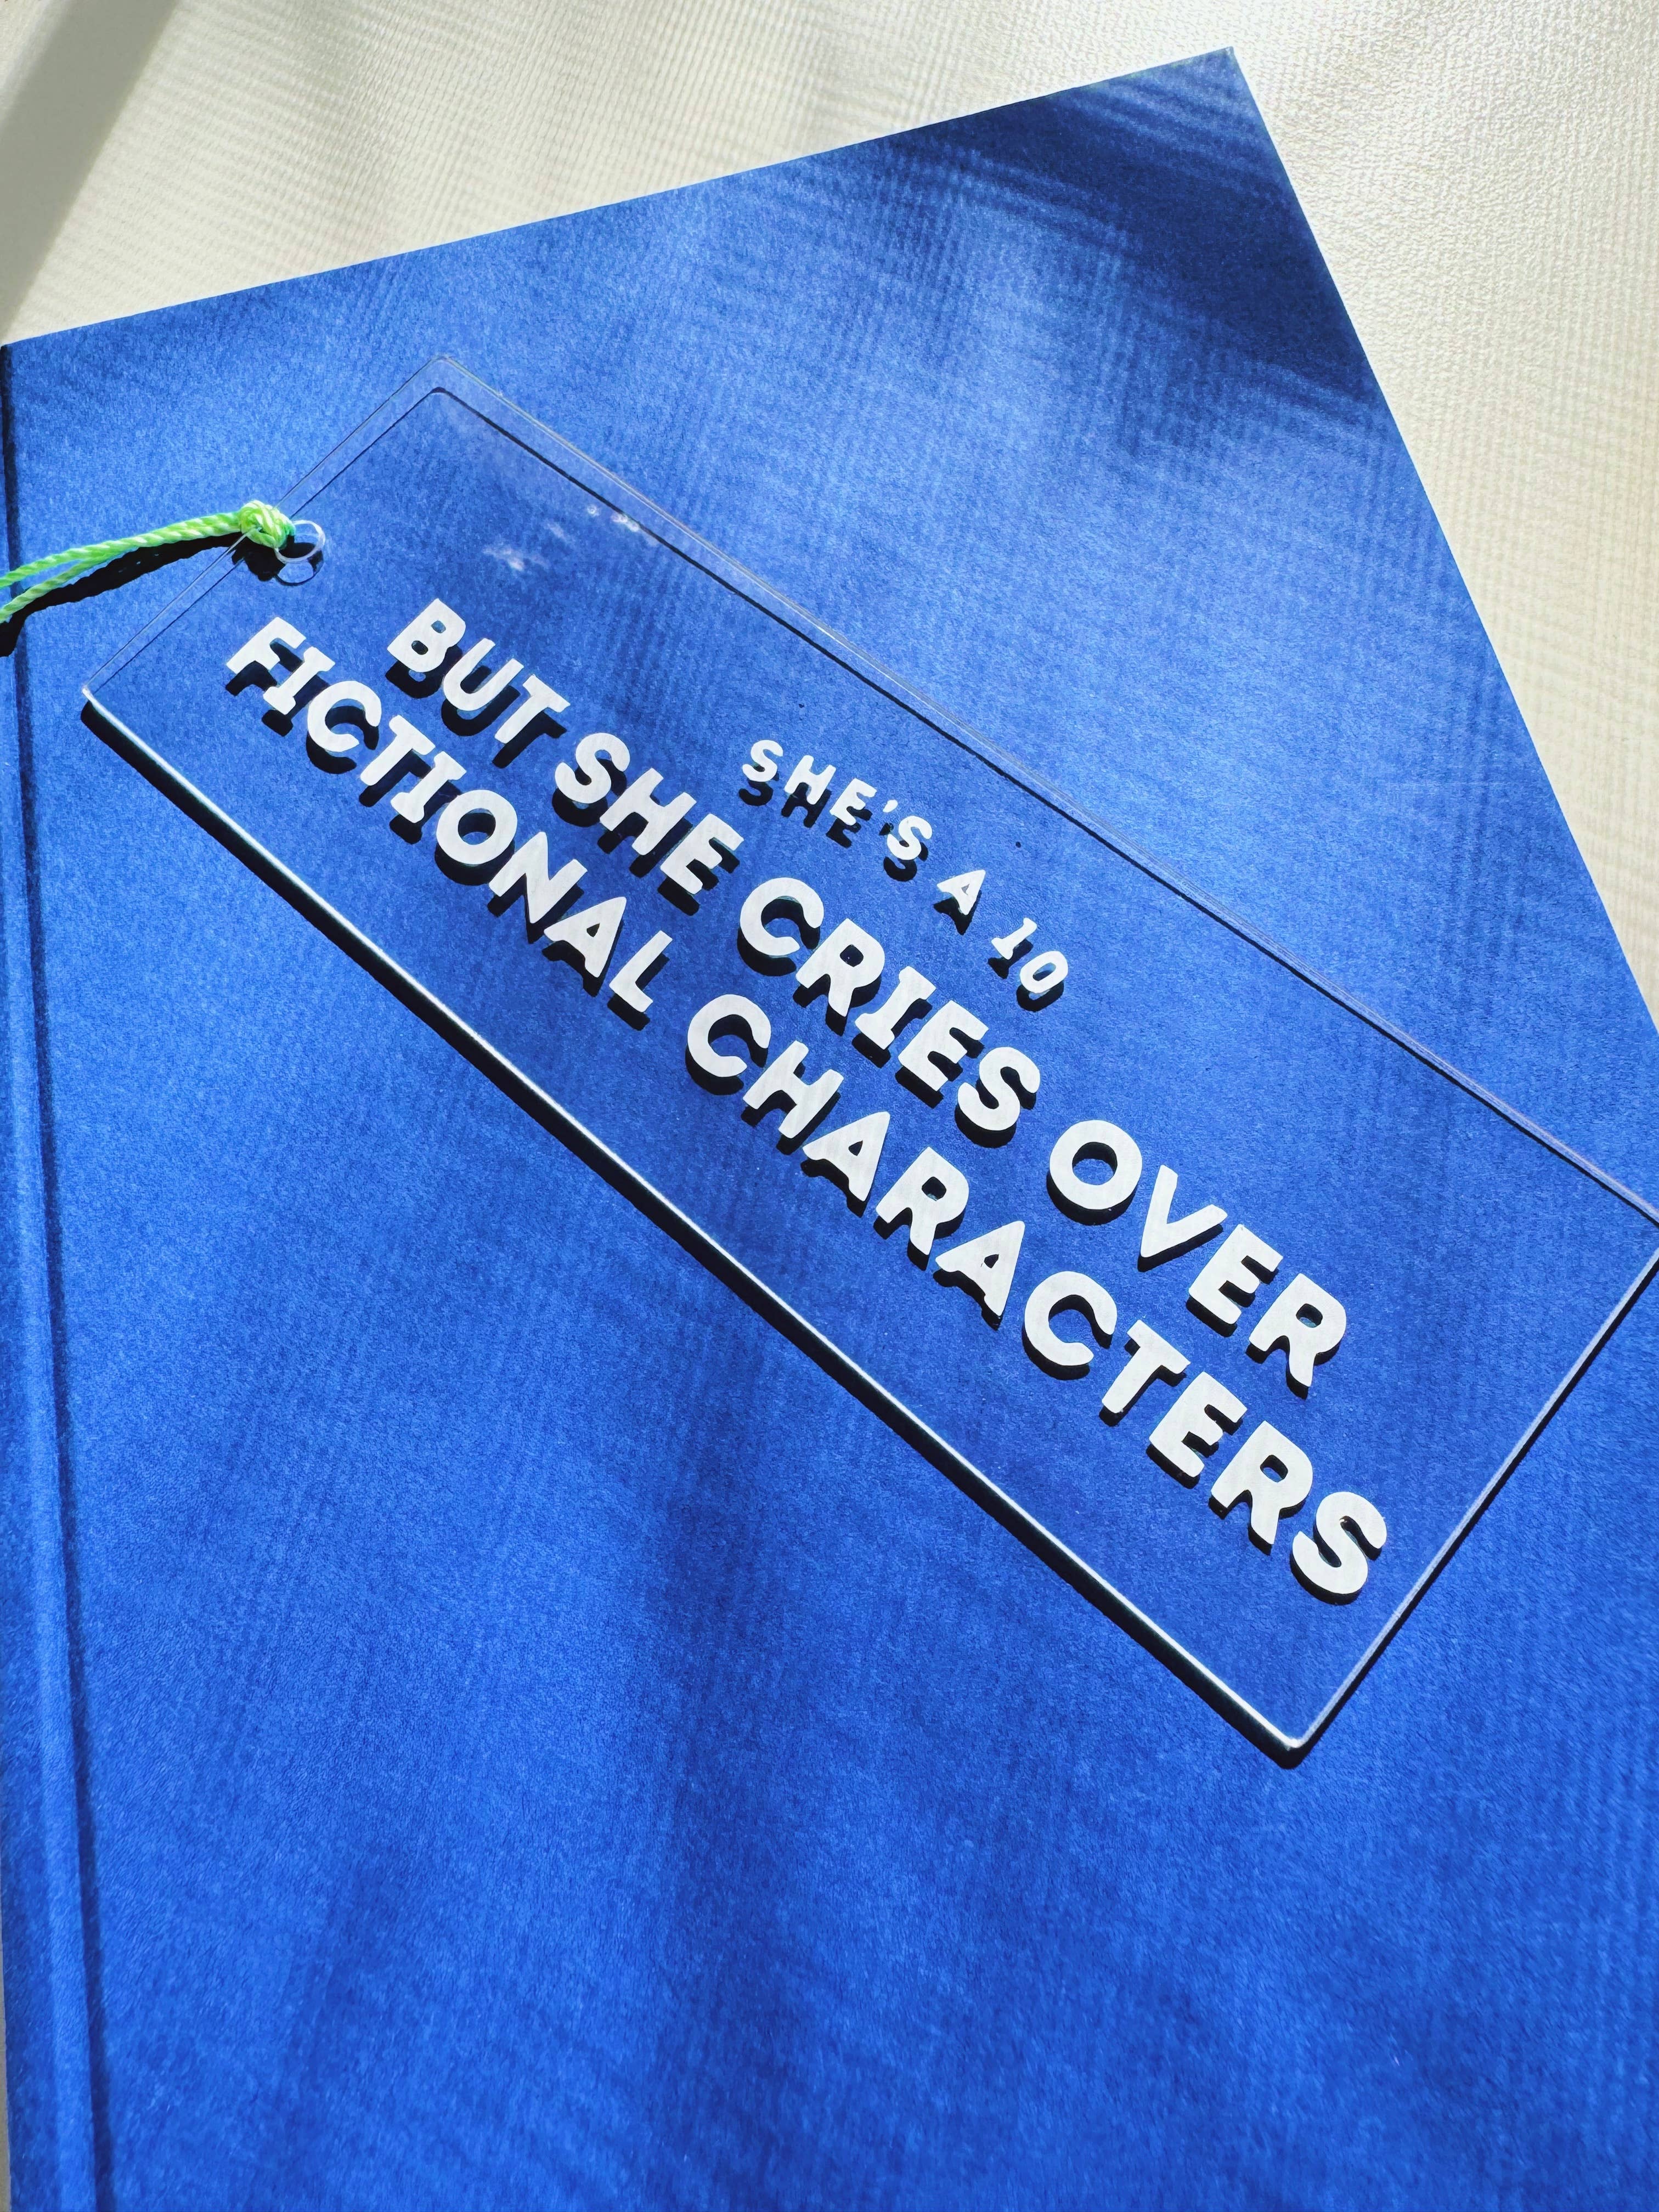 SHE'S A 10
BUT SHE CRIES OVER
FICTIONAL CHARACTERS